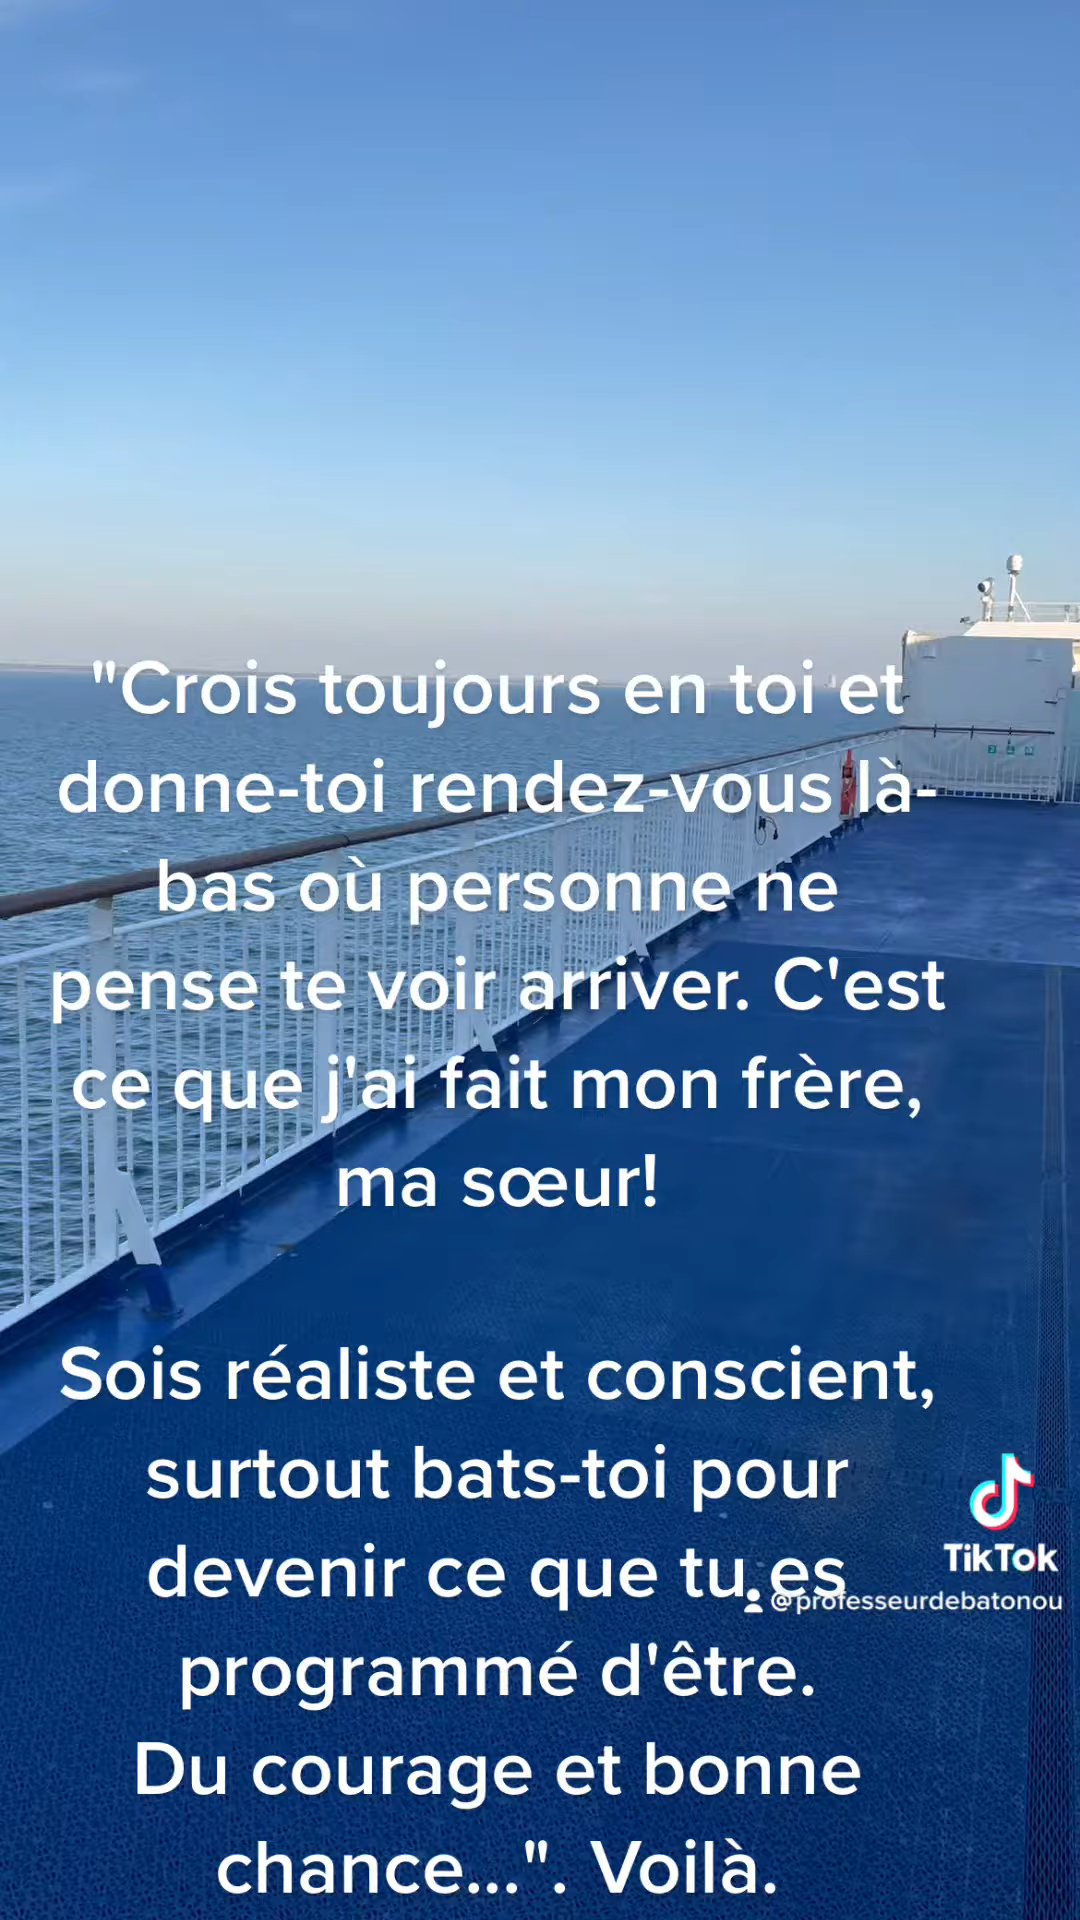 "Crois toujours en toi et
donne-toi rendez-vous là-
bas où personne ne
pense te voir arriver. C'est
ce que j'ai fait mon frère,
ma sœur!
Sois réaliste et conscient,
surtout bats-toi pour
devenir ce que tu es
programmé d'être.
Du courage et bonne
chance...". Voilà.
TikTok
@professeurdebatonou